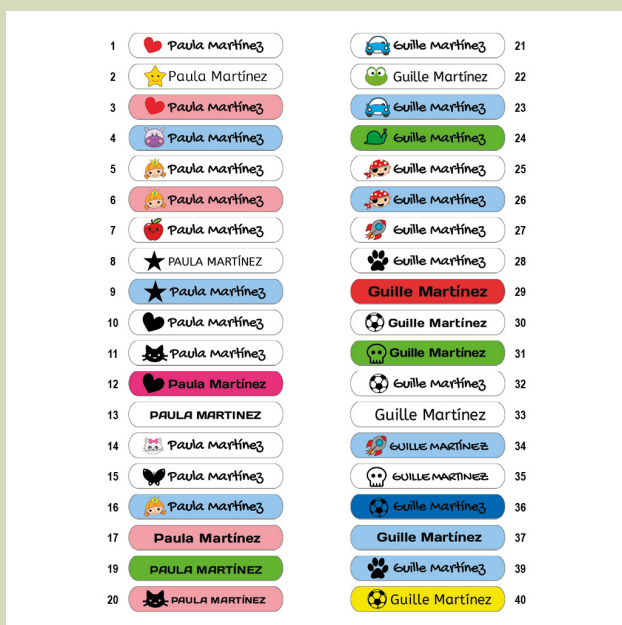 1 Paula Martínez
2 Paula Martínez
3 Paula Martínez
4 Paula Martínez
5 Paula Martínez
6 Paula Martínez
7 Paula Martínez
8 PAULA MARTÍNEZ
9 Paula Martínez
10 Paula Martínez
11 Paula Martínez
12 Paula Martínez
13 PAULA MARTINEZ
14 Paula Martínez
15 Paula Martínez
16 Paula Martínez
17 Paula Martínez
19 PAULA MARTÍNEZ
20 PAULA MARTÍNEZ
Guille Martínez 21
Guille Martínez 22
Guille Martínez 23
Guille Martínez 24
Guille Martínez 25
Guille Martínez 26
Guille Martínez 27
Guille Martínez 28
Guille Martínez 29
Guille Martínez 30
Guille Martínez 31
Guille Martínez 32
Guille Martínez 33
GUILLE MARTÍNEZ 34
GUILLE MARTINEZ 35
Guille Martínez 36
Guille Martínez 37
Guille Martínez 39
Guille Martínez 40